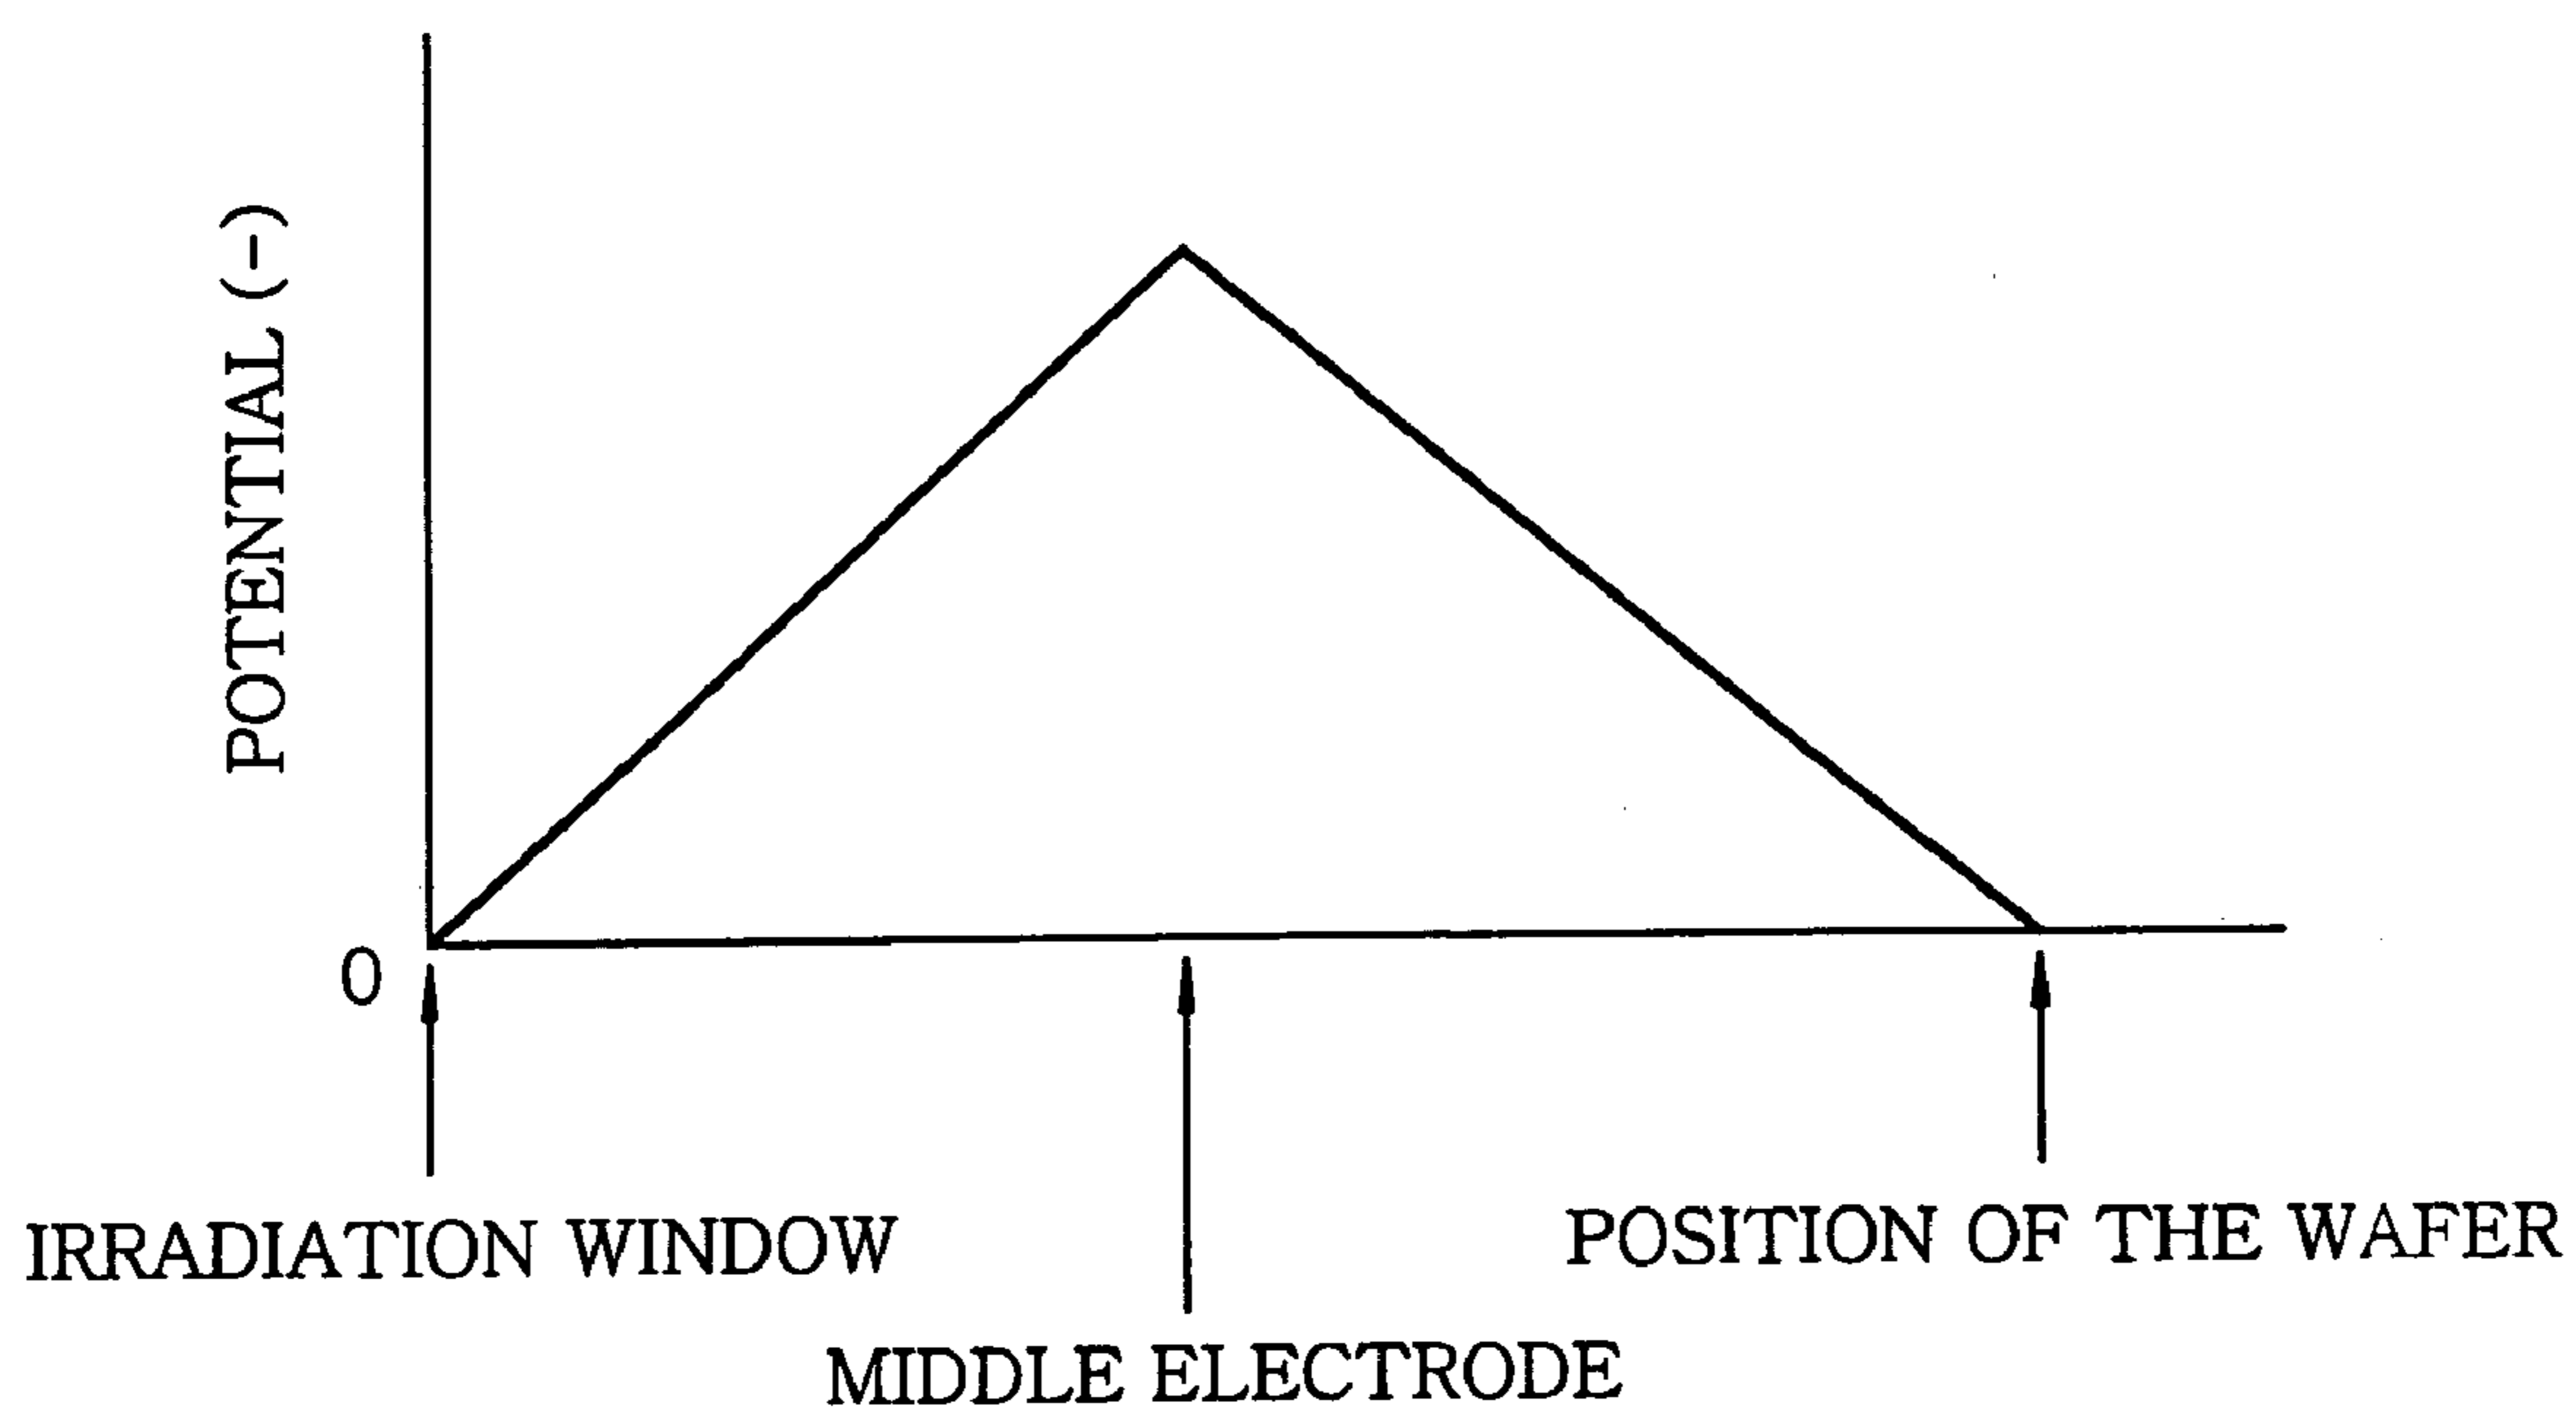 POTENTIAL (-)
0
IRRADIATION WINDOW
POSITION OF THE WAFER
MIDDLE ELECTRODE